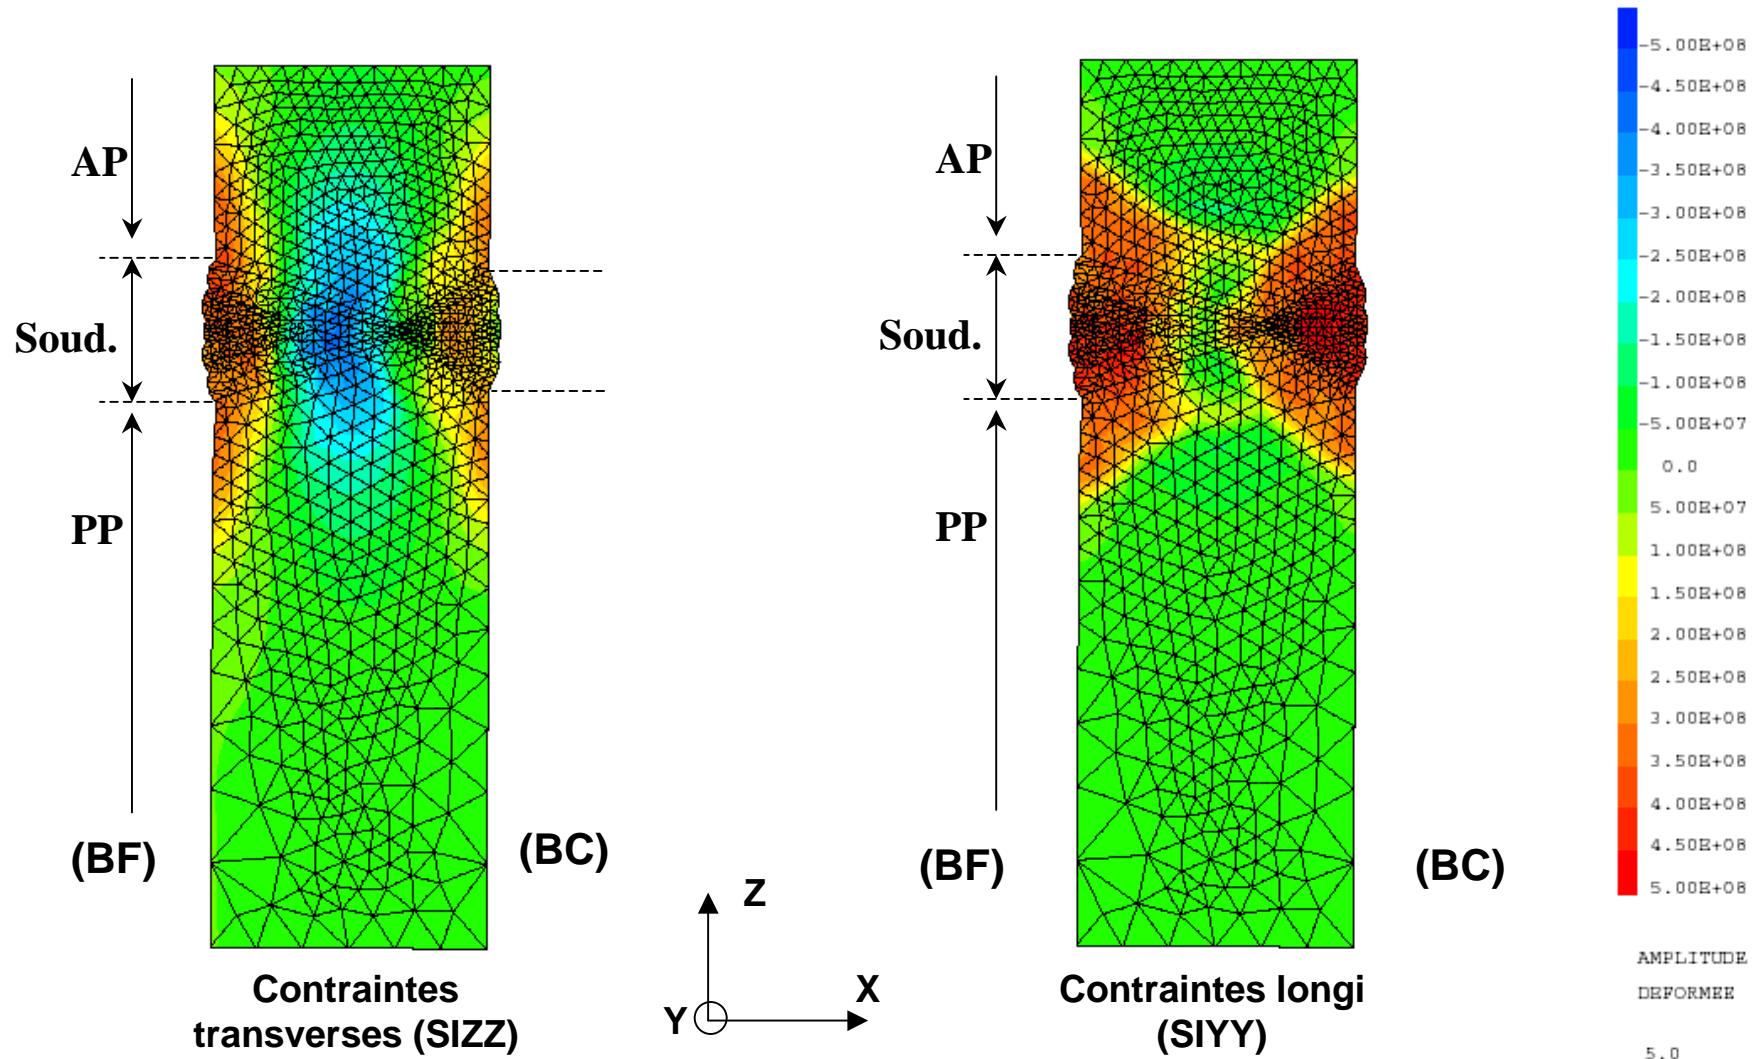 AP
Soud.
PP
(BF)
(BC)
Contraintes
transverses (SIZZ)
Z
X
Y
AP
Soud.
PP
(BF)
(BC)
Contraintes longi
(SIYY)
-5.00E+08
-4.50E+08
-4.00E+08
-3.50E+08
-3.00E+08
-2.50E+08
-2.00E+08
-1.50E+08
-1.00E+08
-5.00E+07
0.0
5.00E+07
1.00E+08
1.50E+08
2.00E+08
2.50E+08
3.00E+08
3.50E+08
4.00E+08
4.50E+08
5.00E+08
AMPLITUDE
DEFORMEE
5.0